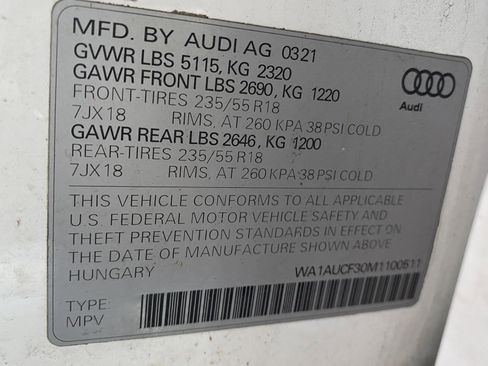 MFD. BY AUDI AG 0321
GVWR LBS 5115, KG 2320
GAWR FRONT LBS 2690, KG 1220
FRONT-TIRES 235/55 R18
7JX18 RIMS, AT 260 KPA 38 PSI COLD
GAWR REAR LBS 2646, KG 1200
REAR-TIRES 235/55 R18
7JX18 RIMS, AT 260 KPA 38 PSI COLD
Audi
THIS VEHICLE CONFORMS TO ALL APPLICABLE
U.S. FEDERAL MOTOR VEHICLE SAFETY AND
THEFT PREVENTION STANDARDS IN EFFECT ON
THE DATE OF MANUFACTURE SHOWN ABOVE.
HUNGARY WA1AUCF30M1100511
TYPE:
MPV